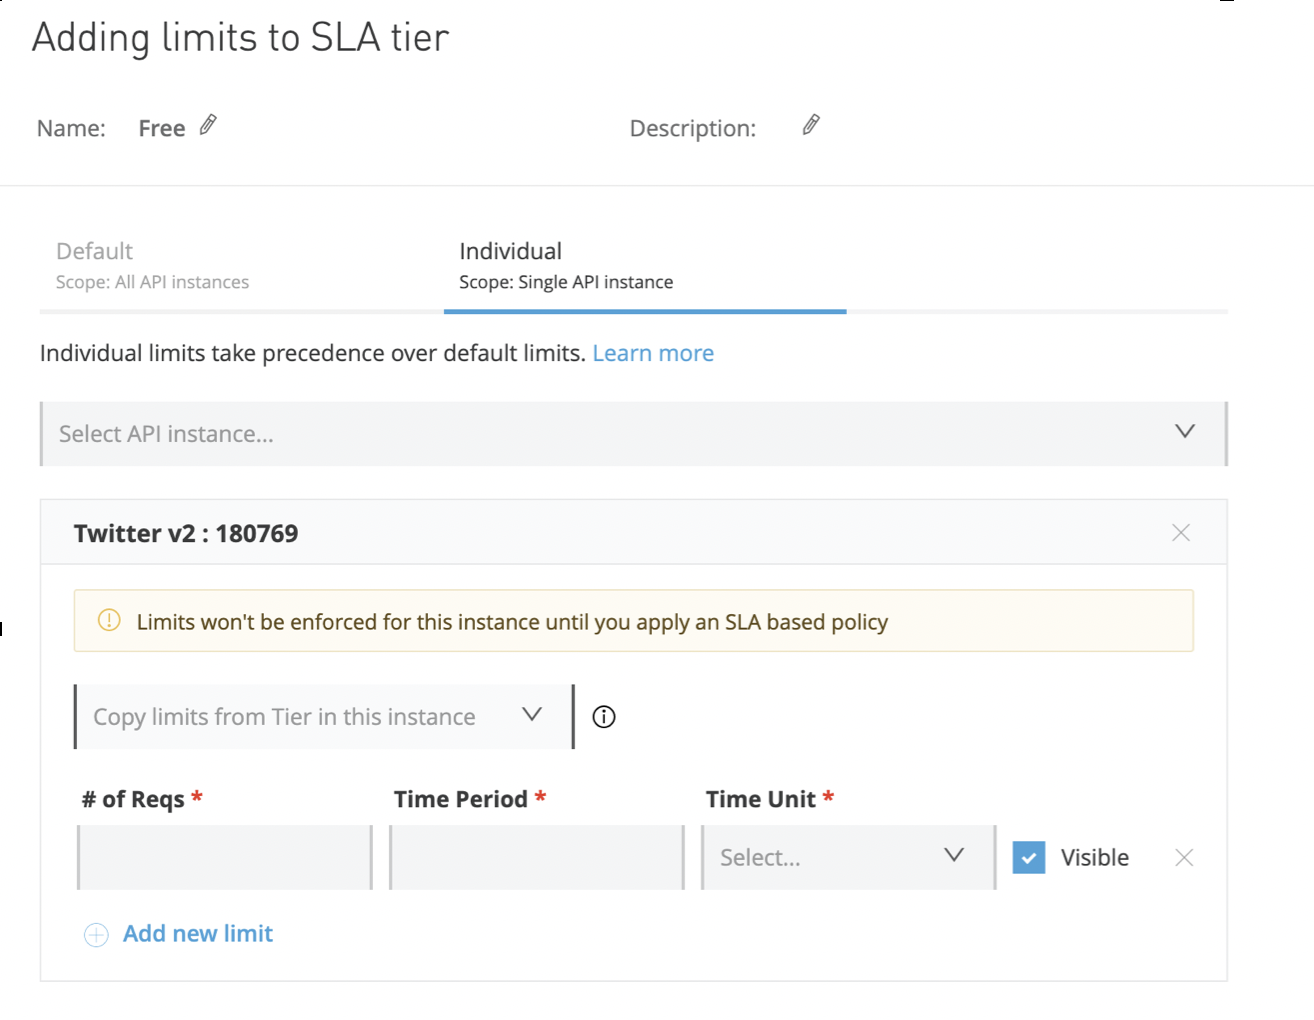 Adding limits to SLA tier
Name: Free
Description:
Default
Scope: All API instances
Individual
Scope: Single API instance
Individual limits take precedence over default limits. Learn more
Select API instance...
Twitter v2 : 180769
Limits won't be enforced for this instance until you apply an SLA based policy
Copy limits from Tier in this instance
# of Reqs * Time Period * Time Unit *
Select... Visible
Add new limit